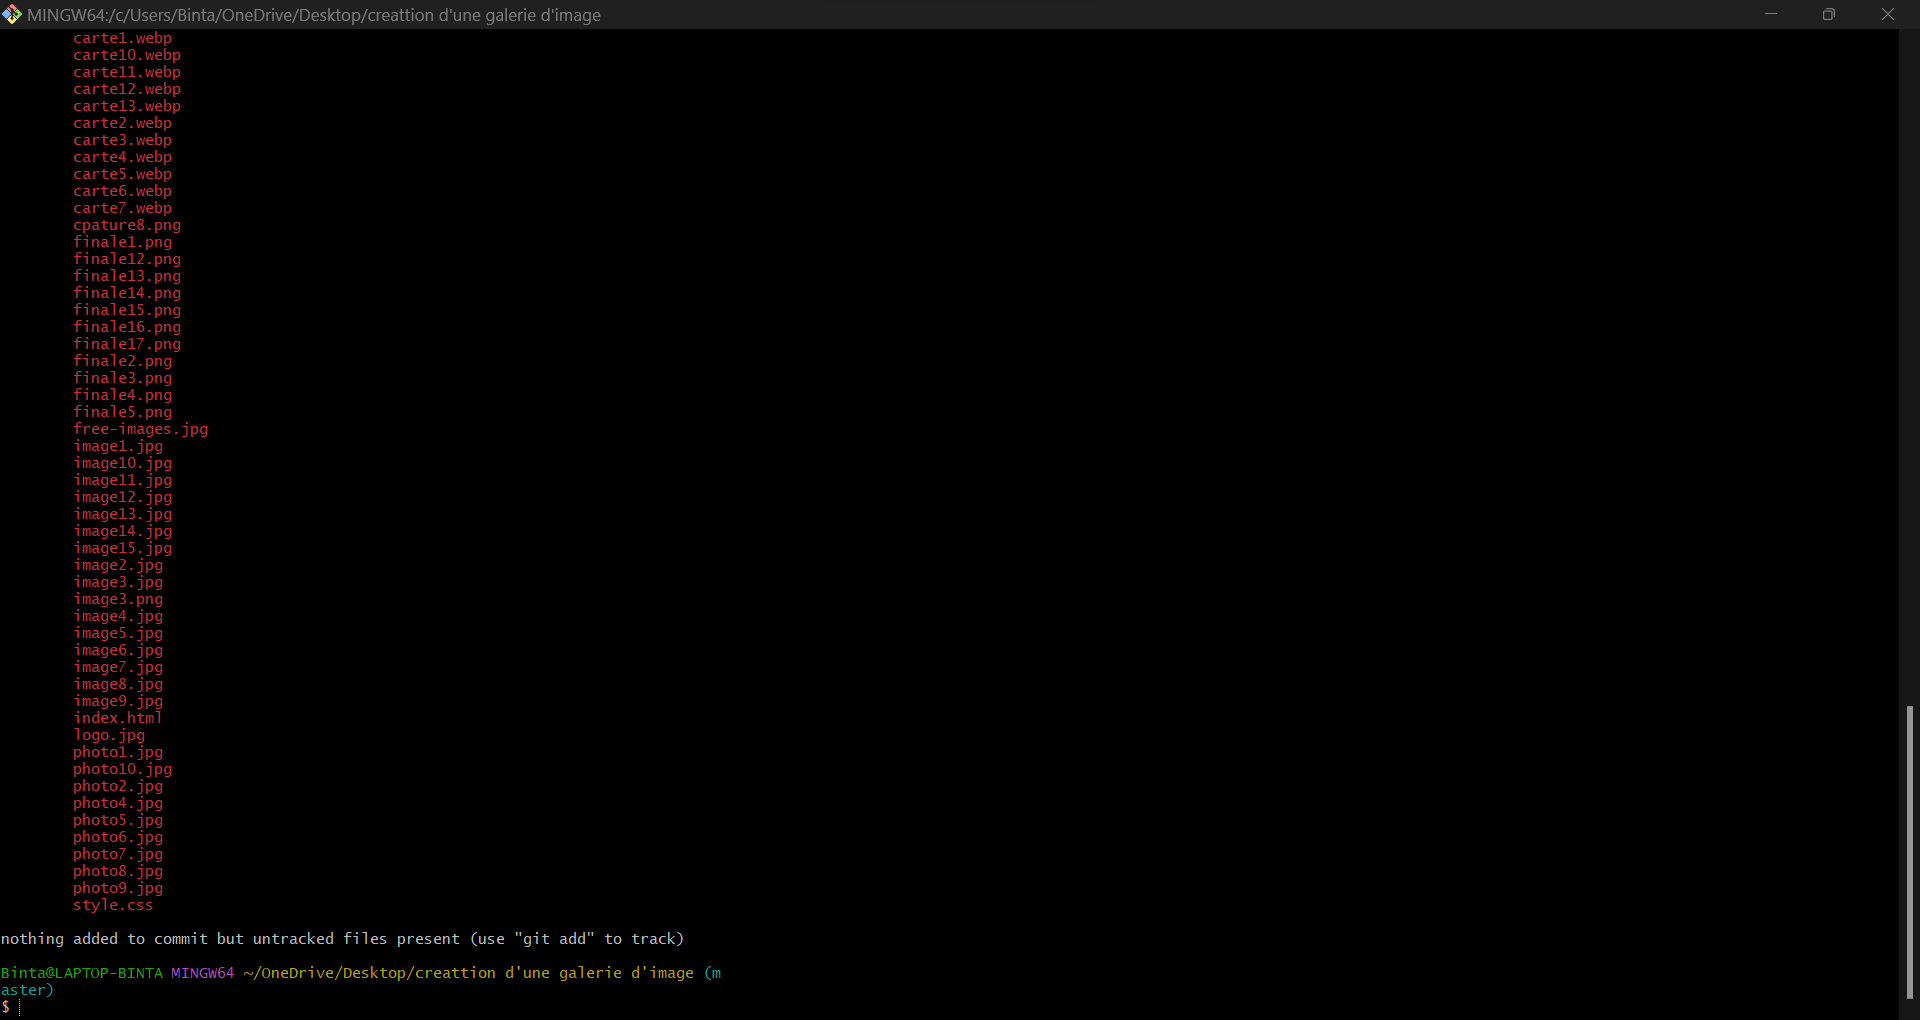 MINGW64:/c/Users/Binta/OneDrive/Desktop/creattion d'une galerie d'image
carte1.webp
carte10.webp
carte11.webp
carte12.webp
carte13.webp
carte2.webp
carte3.webp
carte4.webp
carte5.webp
carte6.webp
carte7.webp
cpature8.png
finale1.png
finale12.png
finale13.png
finale14.png
finale15.png
finale16.png
finale17.png
finale2.png
finale3.png
finale4.png
finale5.png
free-images.jpg
image1.jpg
image10.jpg
image11.jpg
image12.jpg
image13.jpg
image14.jpg
image15.jpg
image2.jpg
image3.jpg
image3.png
image4.jpg
image5.jpg
image6.jpg
image7.jpg
image8.jpg
image9.jpg
index.html
logo.jpg
photo1.jpg
photo10.jpg
photo2.jpg
photo4.jpg
photo5.jpg
photo6.jpg
photo7.jpg
photo8.jpg
photo9.jpg
style.css
nothing added to commit but untracked files present (use "git add" to track)
Binta@LAPTOP-BINTA MINGW64 ~/OneDrive/Desktop/creattion d'une galerie d'image (m
aster)
$